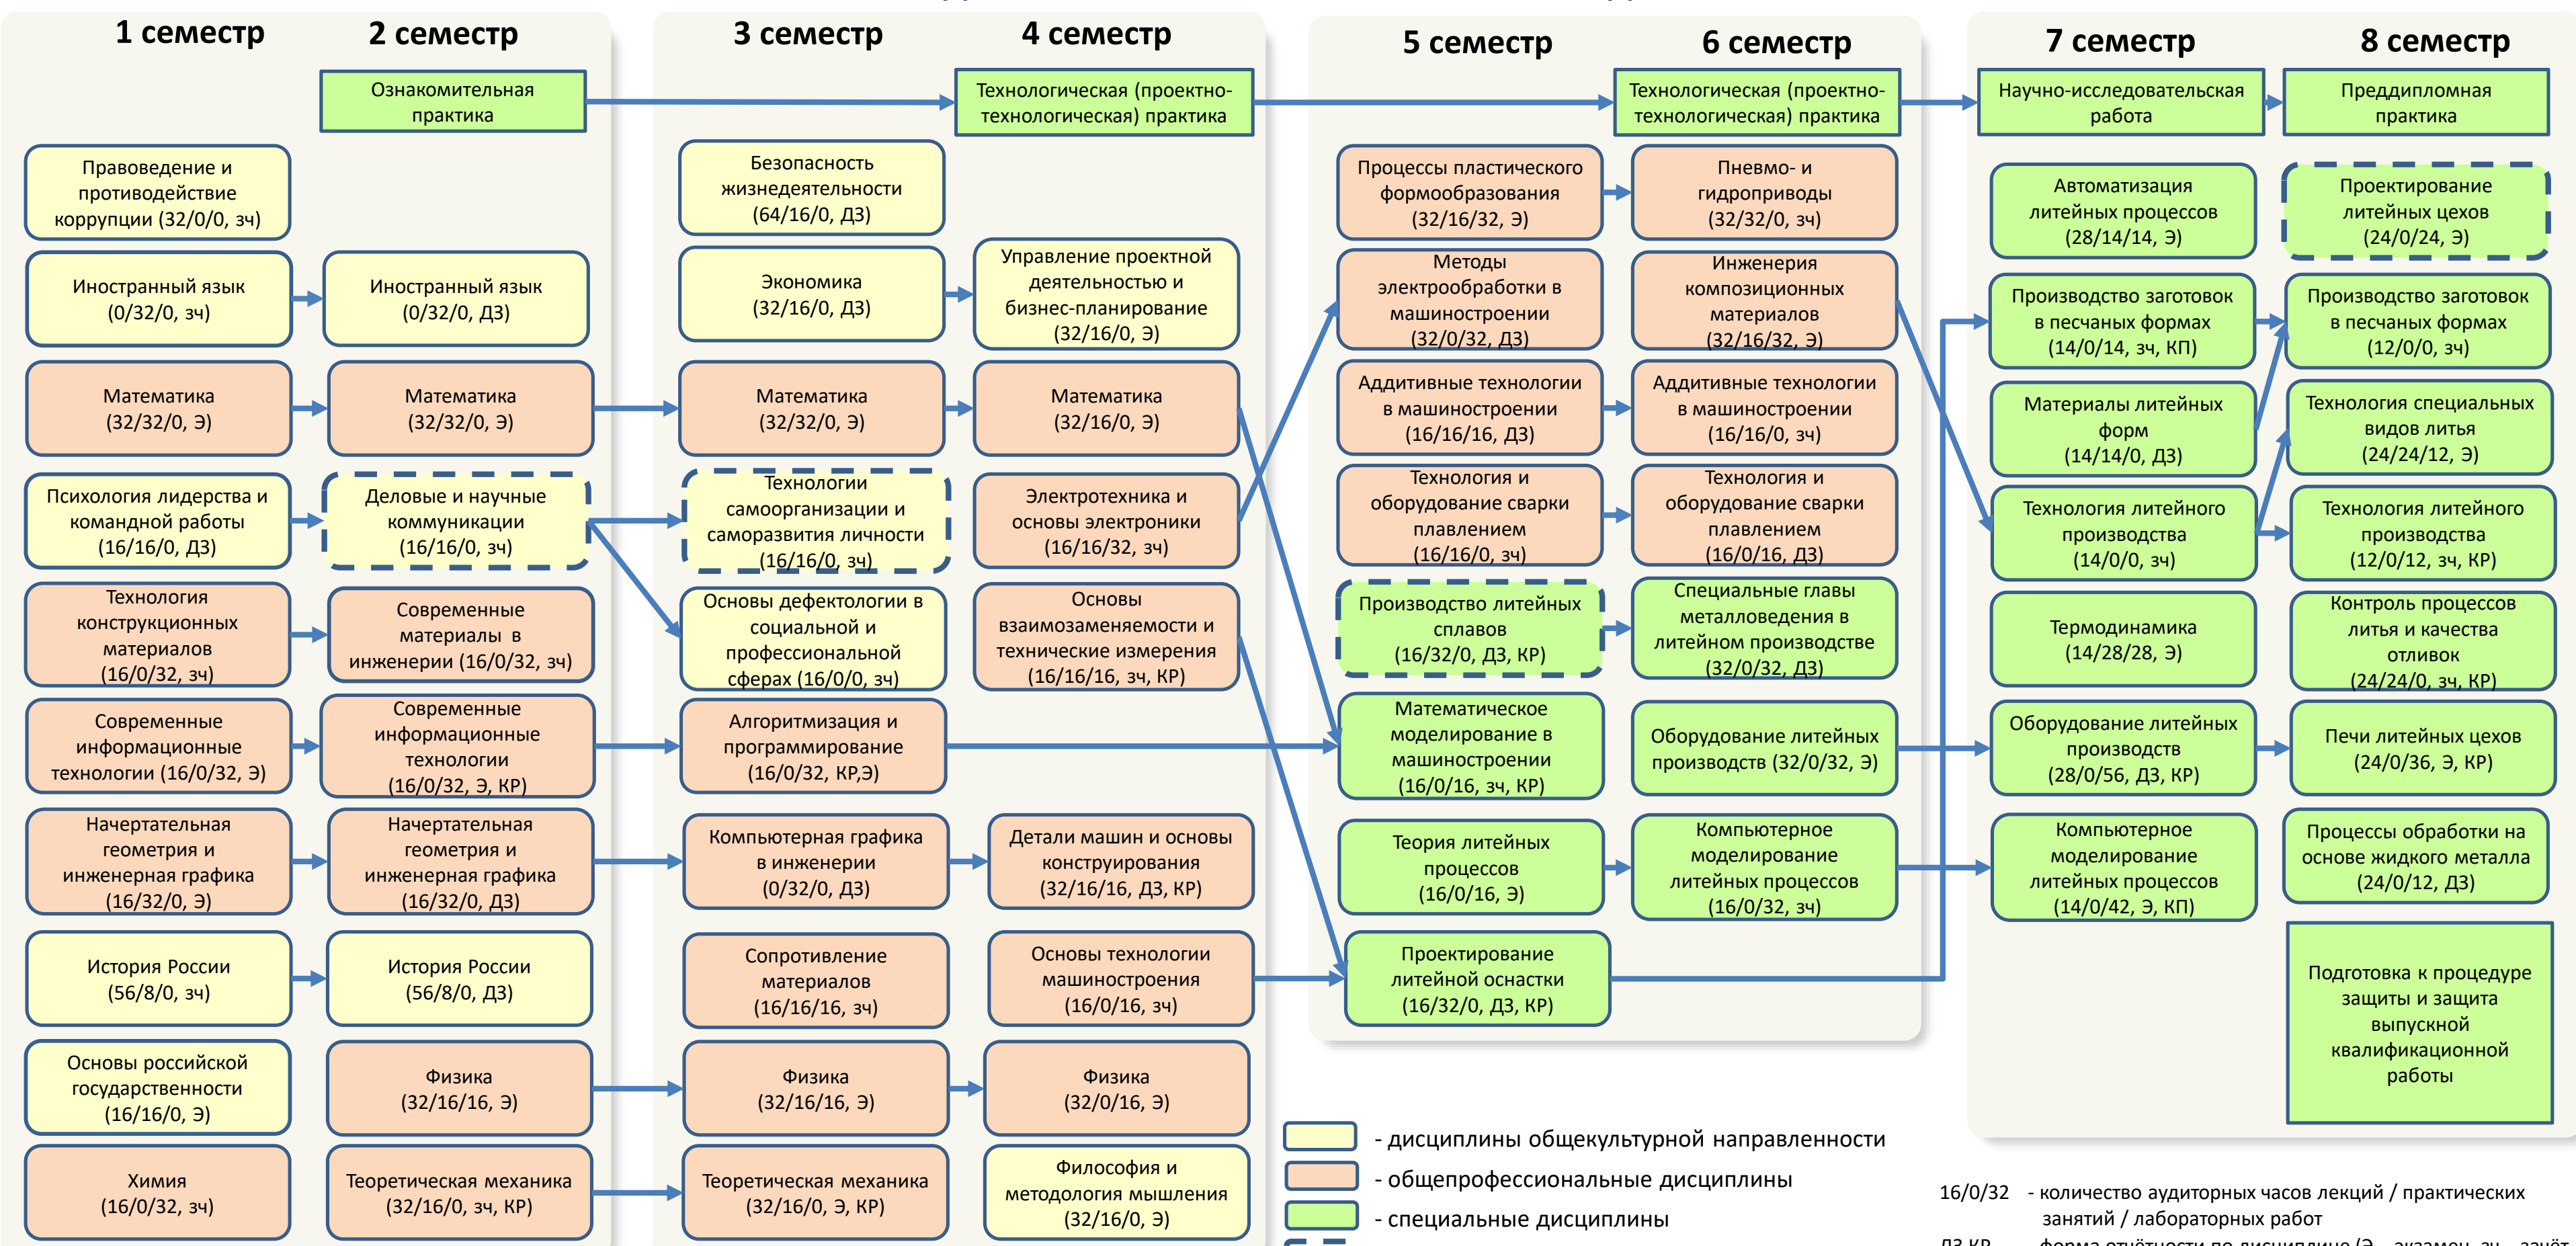 1 семестр
2 семестр
Ознакомительная
практика
Правоведение и
противодействие
коррупции (32/0/0, зч)
Иностранный язык
(0/32/0, зч)
Иностранный язык
(0/32/0, ДЗ)
Математика
(32/32/0, Э)
Математика
(32/32/0, Э)
Психология лидерства и
командной работы
(16/16/0, ДЗ)
Деловые и научные
коммуникации
(16/16/0, зч)
Технология
конструкционных
материалов
(16/0/32, зч)
Современные
материалы в
инженерии (16/0/32, зч)
Современные
информационные
технологии (16/0/32, Э)
Современные
информационные
технологии
(16/0/32, Э, КР)
Начертательная
геометрия и
инженерная графика
(16/32/0, Э)
Начертательная
геометрия и
инженерная графика
(16/32/0, ДЗ)
История России
(56/8/0, зч)
История России
(56/8/0, ДЗ)
Основы российской
государственности
(16/16/0, Э)
Физика
(32/16/16, Э)
Химия
(16/0/32, зч)
Теоретическая механика
(32/16/0, зч, КР)
3 семестр
4 семестр
Технологическая (проектно-
технологическая) практика
Безопасность
жизнедеятельности
(64/16/0, ДЗ)
Экономика
(32/16/0, ДЗ)
Управление проектной
деятельностью и
бизнес-планирование
(32/16/0, Э)
Математика
(32/32/0, Э)
Математика
(32/16/0, Э)
Технологии
самоорганизации и
саморазвития личности
(16/16/0, зч)
Электротехника и
основы электроники
(16/16/32, зч)
Основы дефектологии в
социальной и
профессиональной
сферах (16/0/0, зч)
Основы
взаимозаменяемости и
технические измерения
(16/16/16, зч, КР)
Алгоритмизация и
программирование
(16/0/32, КР,Э)
Компьютерная графика
в инженерии
(0/32/0, ДЗ)
Детали машин и основы
конструирования
(32/16/16, ДЗ, КР)
Сопротивление
материалов
(16/16/16, зч)
Основы технологии
машиностроения
(16/0/16, зч)
Физика
(32/16/16, Э)
Физика
(32/0/16, Э)
Теоретическая механика
(32/16/0, Э, КР)
Философия и
методология мышления
(32/16/0, Э)
5 семестр
6 семестр
Технологическая (проектно-
технологическая) практика
Процессы пластического
формообразования
(32/16/32, Э)
Пневмо- и
гидроприводы
(32/32/0, зч)
Методы
электрообработки в
машиностроении
(32/0/32, ДЗ)
Инженерия
композиционных
материалов
(32/16/32, Э)
Аддитивные технологии
в машиностроении
(16/16/16, ДЗ)
Аддитивные технологии
в машиностроении
(16/16/0, зч)
Технология и
оборудование сварки
плавлением
(16/16/0, зч)
Технология и
оборудование сварки
плавлением
(16/0/16, ДЗ)
Производство литейных
сплавов
(16/32/0, ДЗ, КР)
Специальные главы
металловедения в
литейном производстве
(32/0/32, ДЗ)
Математическое
моделирование в
машиностроении
(16/0/16, зч, КР)
Оборудование литейных
производств (32/0/32, Э)
Теория литейных
процессов
(16/0/16, Э)
Компьютерное
моделирование
литейных процессов
(16/0/32, зч)
Проектирование
литейной оснастки
(16/32/0, ДЗ, КР)
7 семестр
8 семестр
Научно-исследовательская
работа
Преддипломная
практика
Автоматизация
литейных процессов
(28/14/14, Э)
Проектирование
литейных цехов
(24/0/24, Э)
Производство заготовок
в песчаных формах
(14/0/14, зч, КП)
Производство заготовок
в песчаных формах
(12/0/0, зч)
Материалы литейных
форм
(14/14/0, ДЗ)
Технология специальных
видов литья
(24/24/12, Э)
Технология литейного
производства
(14/0/0, зч)
Технология литейного
производства
(12/0/12, зч, КР)
Термодинамика
(14/28/28, Э)
Контроль процессов
литья и качества
отливок
(24/24/0, зч, КР)
Оборудование литейных
производств
(28/0/56, ДЗ, КР)
Печи литейных цехов
(24/0/36, Э, КР)
Компьютерное
моделирование
литейных процессов
(14/0/42, Э, КП)
Процессы обработки на
основе жидкого металла
(24/0/12, ДЗ)
Подготовка к процедуре
защиты и защита
выпускной
квалификационной
работы
- дисциплины общекультурной направленности
- общепрофессиональные дисциплины
- специальные дисциплины
16/0/32 - количество аудиторных часов лекций / практических
занятий / лабораторных работ
ДЗ,КР - форма отчётности по дисциплине (Э – экзамен, зч – зачёт,